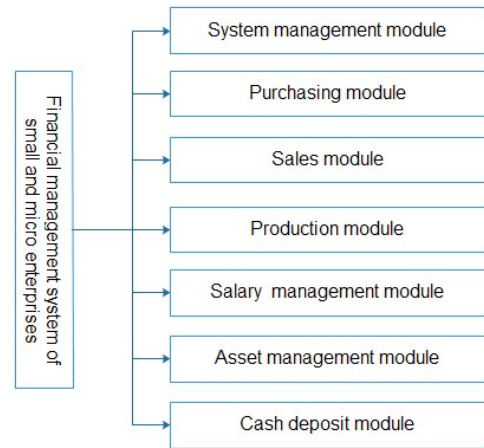 Financial management system of
small and micro enterprises
System management module
Purchasing module
Sales module
Production module
Salary management module
Asset management module
Cash deposit module